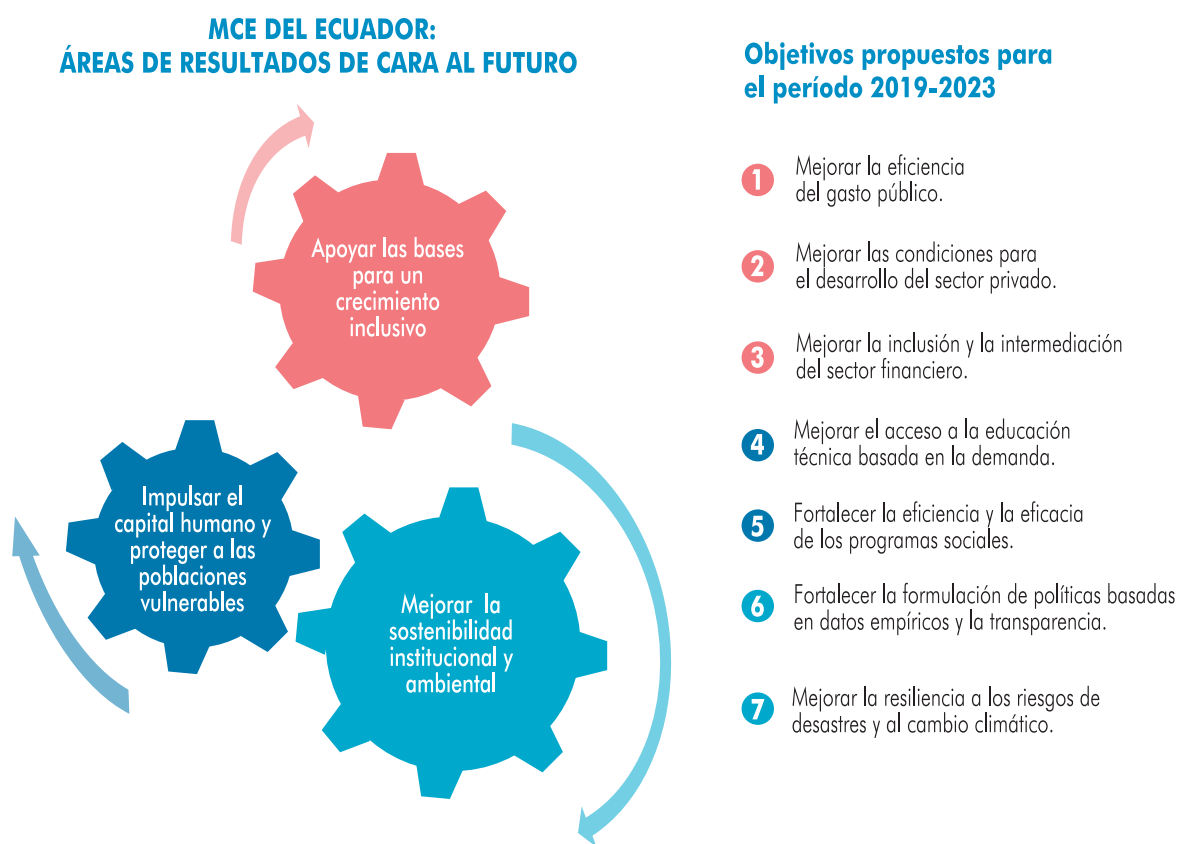 MCE DEL ECUADOR:
ÁREAS DE RESULTADOS DE CARA AL FUTURO
Apoyar las bases
para un
crecimiento
inclusivo
Impulsar el
capital humano y
proteger a las
poblaciones
vulnerables
Mejorar la
sostenibilidad
institucional y
ambiental
Objetivos propuestos para
el período 2019-2023
1 Mejorar la eficiencia
del gasto público.
2 Mejorar las condiciones para
el desarrollo del sector privado.
3 Mejorar la inclusión y la intermediación
del sector financiero.
4 Mejorar el acceso a la educación
técnica basada en la demanda.
5 Fortalecer la eficiencia y la eficacia
de los programas sociales.
6 Fortalecer la formulación de políticas basadas
en datos empíricos y la transparencia.
7 Mejorar la resiliencia a los riesgos de
desastres y al cambio climático.